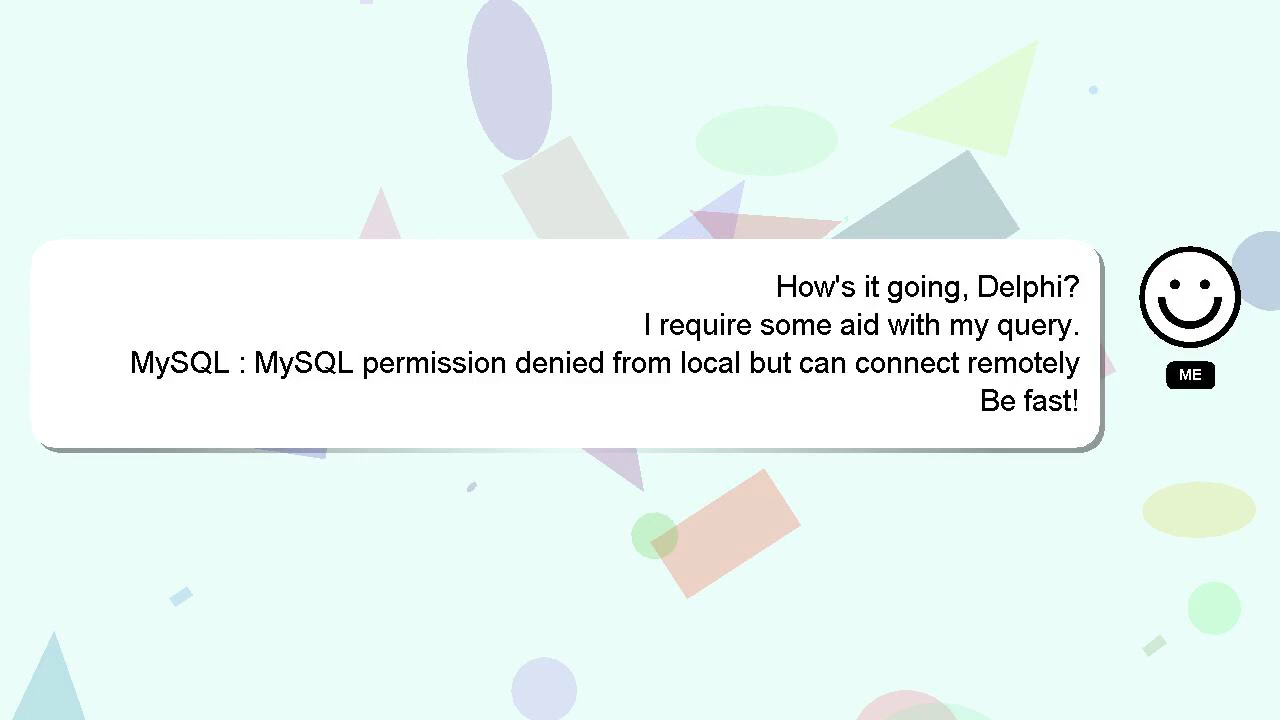 How's it going, Delphi?
I require some aid with my query.
MySQL : MySQL permission denied from local but can connect remotely
Be fast!
ME